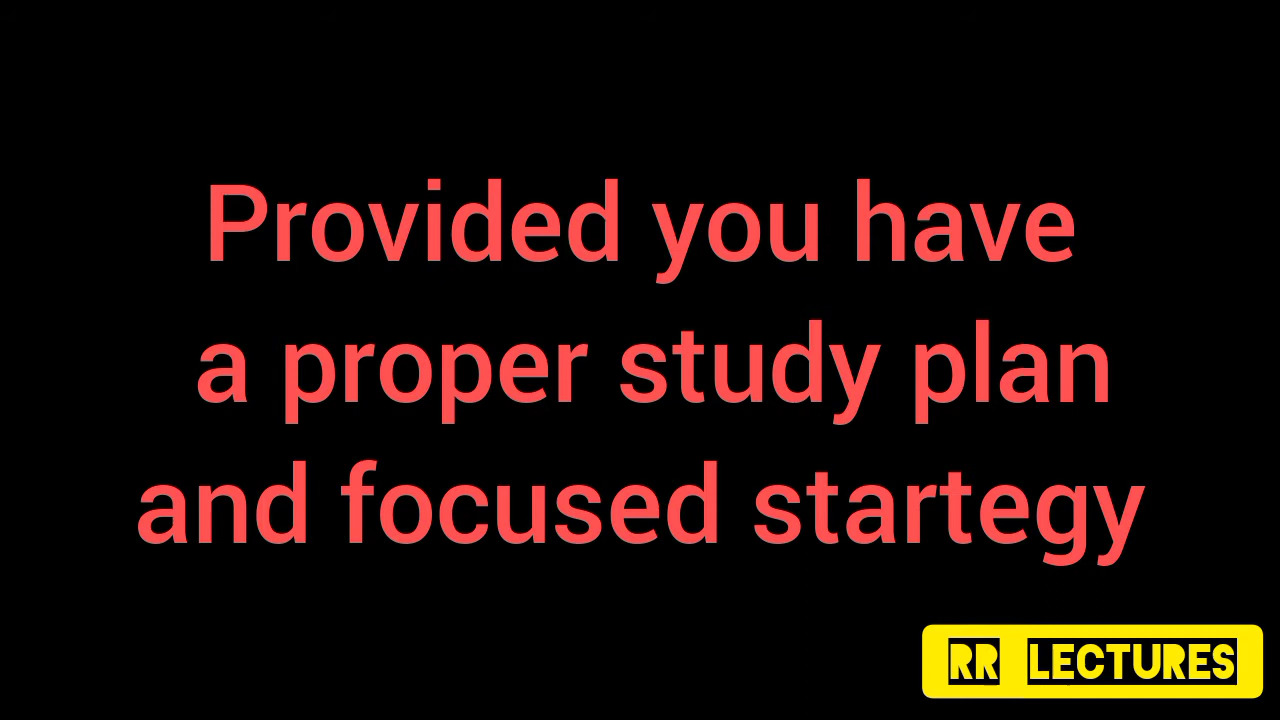 Provided you have
a proper study plan
and focused startegy
RR LECTURES